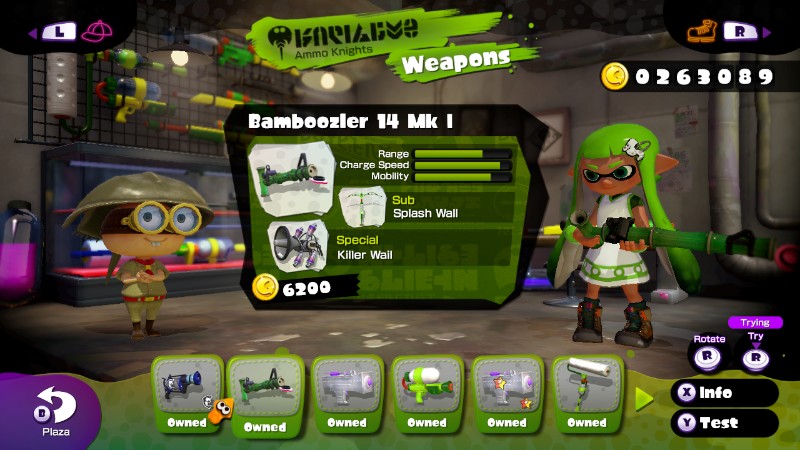 L
R
Ammo Knights
Weapons
0263089
Bamboozler 14 Mk I
Range
Charge Speed
Mobility
Sub
Splash Wall
Special
Killer Wail
6200
Trying
Rotate
Try
R
R
X Info
Y Test
B
Plaza
Owned
Owned
Owned
Owned
Owned
Owned